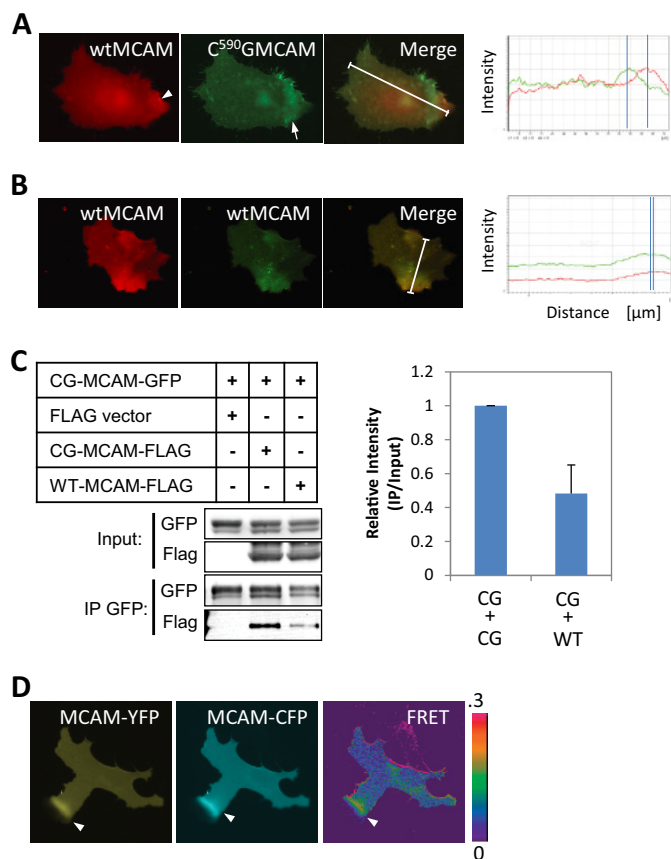 A
wtMCAM
C⁵⁹⁰GMCAM
Merge
Intensity
B
wtMCAM
wtMCAM
Merge
Intensity
Distance [µm]
C
CG-MCAM-GFP + + +
FLAG vector + - -
CG-MCAM-FLAG - + -
WT-MCAM-FLAG - - +
Input: GFP
Flag
IP GFP: GFP
Flag
Relative Intensity
(IP/Input)
1.2
1
0.8
0.6
0.4
0.2
0
CG
+
CG
CG
+
WT
D
MCAM-YFP
MCAM-CFP
FRET
.3
0